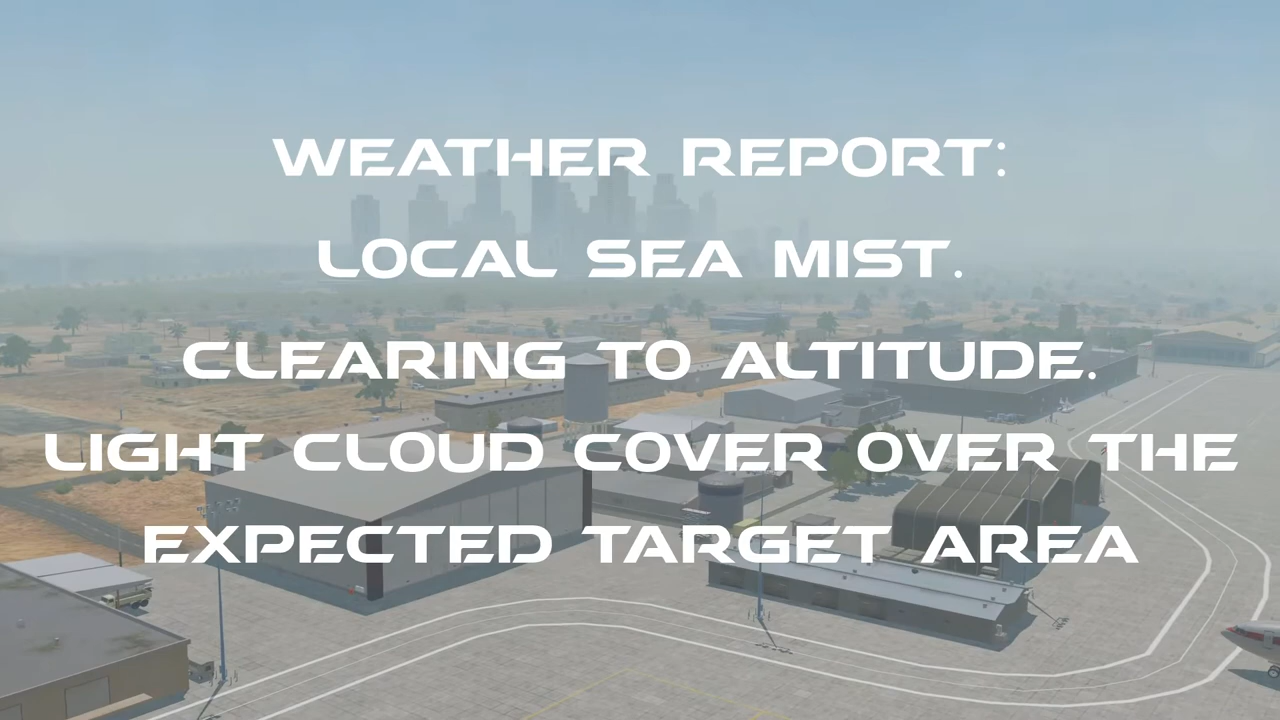 WEATHER REPORT:
LOCAL SEA MIST.
CLEARING TO ALTITUDE.
LIGHT CLOUD COVER OVER THE
EXPECTED TARGET AREA